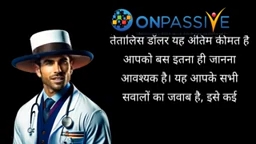 ONPASSIVE
तेतालिस डॉलर यह अंतिम कीमत है
आपको बस इतना ही जानना
आवश्यक है। यह आपके सभी
सवालों का जवाब है, इसे कई